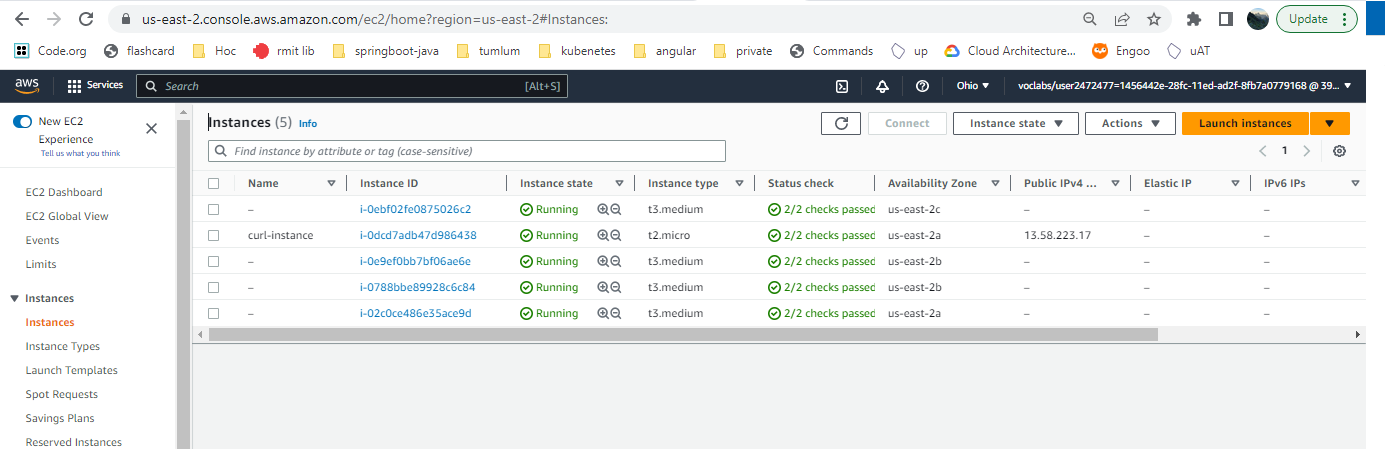 us-east-2.console.aws.amazon.com/ec2/home?region=us-east-2#Instances:
Update
Code.org flashcard Hoc rmit lib springboot-java tumlum kubenetes angular private Commands up Cloud Architecture... Engoo uAT
aws Services Search [Alt+S] Ohio voclabs/user2472477=1456442e-28fc-11ed-ad2f-8fb7a0779168 @ 39...
New EC2
Experience
Tell us what you think
EC2 Dashboard
EC2 Global View
Events
Limits
Instances
Instances
Instance Types
Launch Templates
Spot Requests
Savings Plans
Reserved Instances
Instances (5) Info Connect Instance state Actions Launch instances
Find instance by attribute or tag (case-sensitive) 1
Name Instance ID Instance state Instance type Status check Availability Zone Public IPv4 ... Elastic IP IPv6 IPs
– i-0ebf02fe0875026c2 Running t3.medium 2/2 checks passed us-east-2c – – –
curl-instance i-0dcd7adb47d986438 Running t2.micro 2/2 checks passed us-east-2a 13.58.223.17 – –
– i-0e9ef0bb7bf06ae6e Running t3.medium 2/2 checks passed us-east-2b – – –
– i-0788bbe89928c6c84 Running t3.medium 2/2 checks passed us-east-2b – – –
– i-02c0ce486e35ace9d Running t3.medium 2/2 checks passed us-east-2a – – –